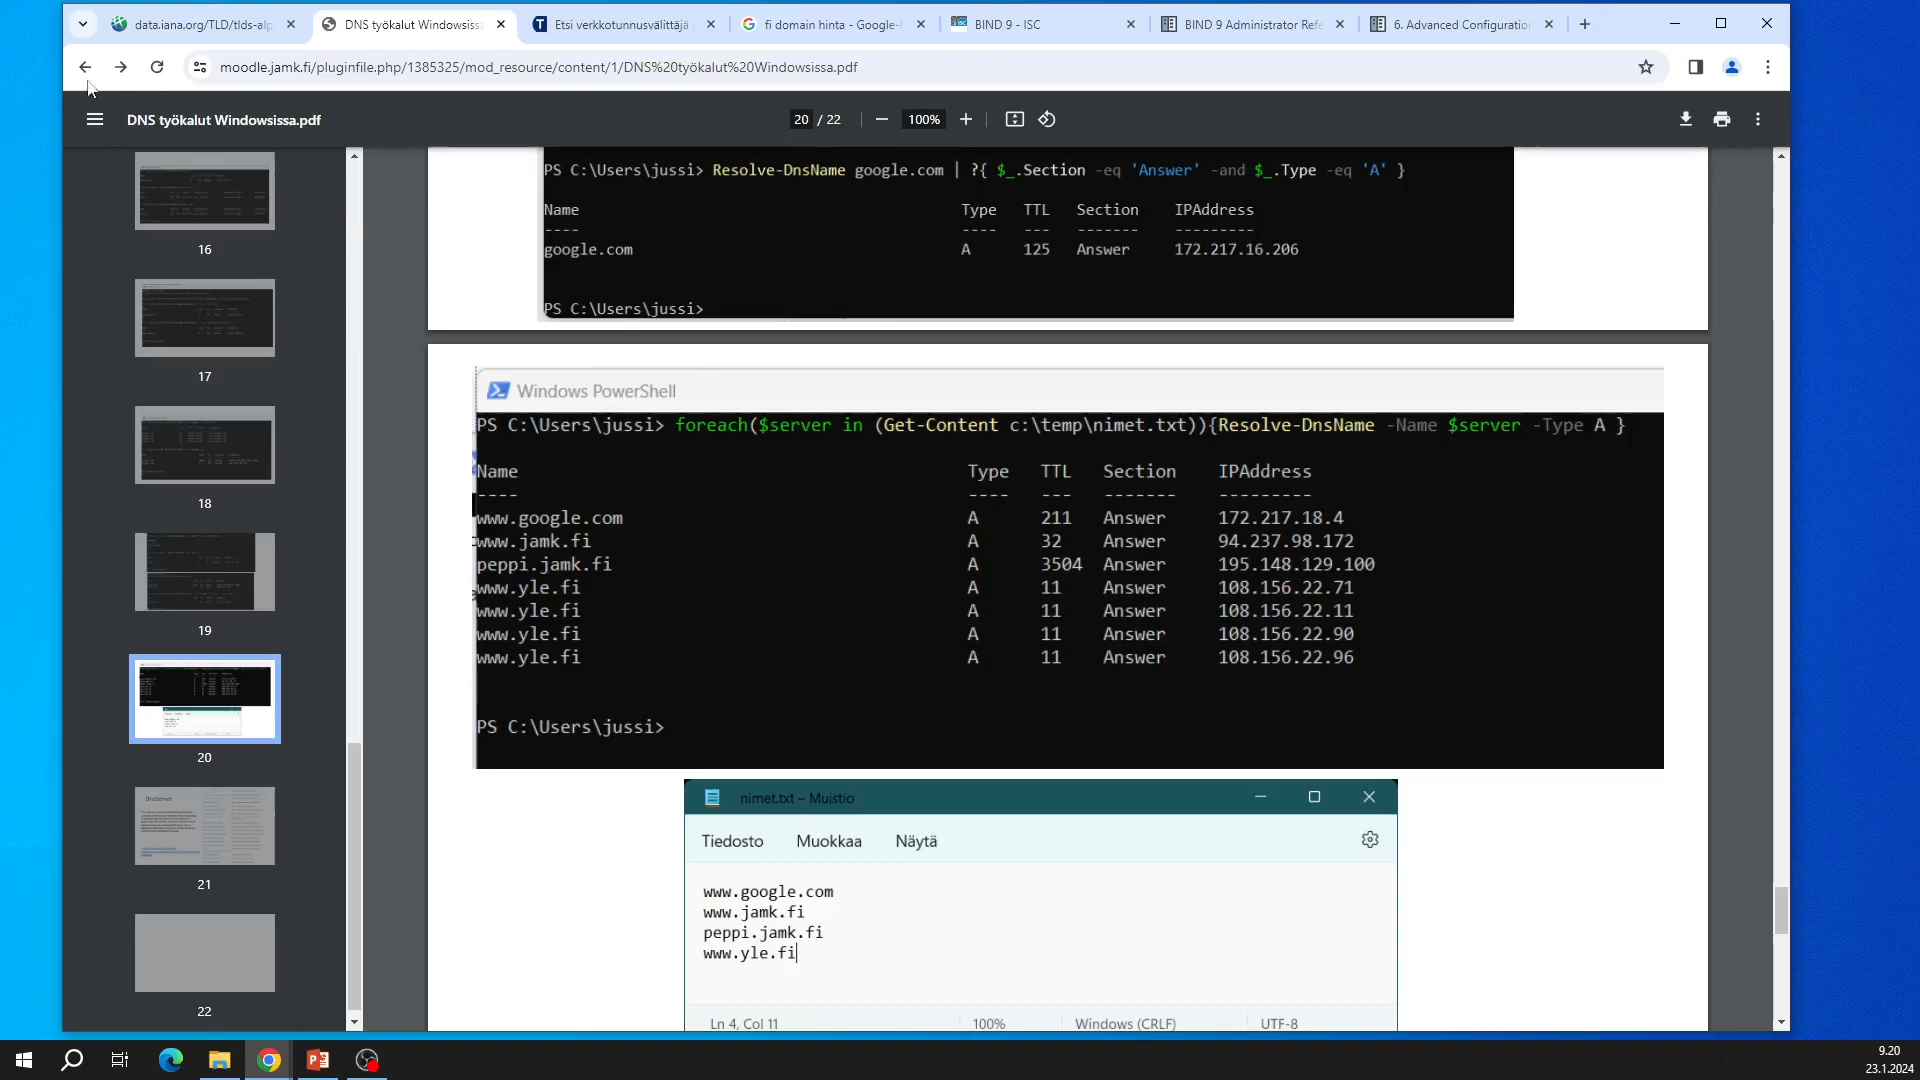 data.iana.org/TLD/tlds-alp
DNS työkalut Windowsissa
Etsi verkkotunnusvälittäjä
fi domain hinta - Google-
BIND 9 - ISC
BIND 9 Administrator Refe
6. Advanced Configuration
moodle.jamk.fi/pluginfile.php/1385325/mod_resource/content/1/DNS%20työkalut%20Windowsissa.pdf
DNS työkalut Windowsissa.pdf
20 / 22
100%
16
17
18
19
20
DnsServer
21
22
PS C:\Users\jussi> Resolve-DnsName google.com | ?{ $_.Section -eq 'Answer' -and $_.Type -eq 'A' }
Name Type TTL Section IPAddress
---- ---- --- ------- ---------
google.com A 125 Answer 172.217.16.206
PS C:\Users\jussi>
Windows PowerShell
PS C:\Users\jussi> foreach($server in (Get-Content c:\temp\nimet.txt)){Resolve-DnsName -Name $server -Type A }
Name Type TTL Section IPAddress
---- ---- --- ------- ---------
www.google.com A 211 Answer 172.217.18.4
www.jamk.fi A 32 Answer 94.237.98.172
peppi.jamk.fi A 3504 Answer 195.148.129.100
www.yle.fi A 11 Answer 108.156.22.71
www.yle.fi A 11 Answer 108.156.22.11
www.yle.fi A 11 Answer 108.156.22.90
www.yle.fi A 11 Answer 108.156.22.96
PS C:\Users\jussi>
nimet.txt – Muistio
Tiedosto Muokkaa Näytä
www.google.com
www.jamk.fi
peppi.jamk.fi
www.yle.fi
Ln 4, Col 11 100% Windows (CRLF) UTF-8
9.20
23.1.2024